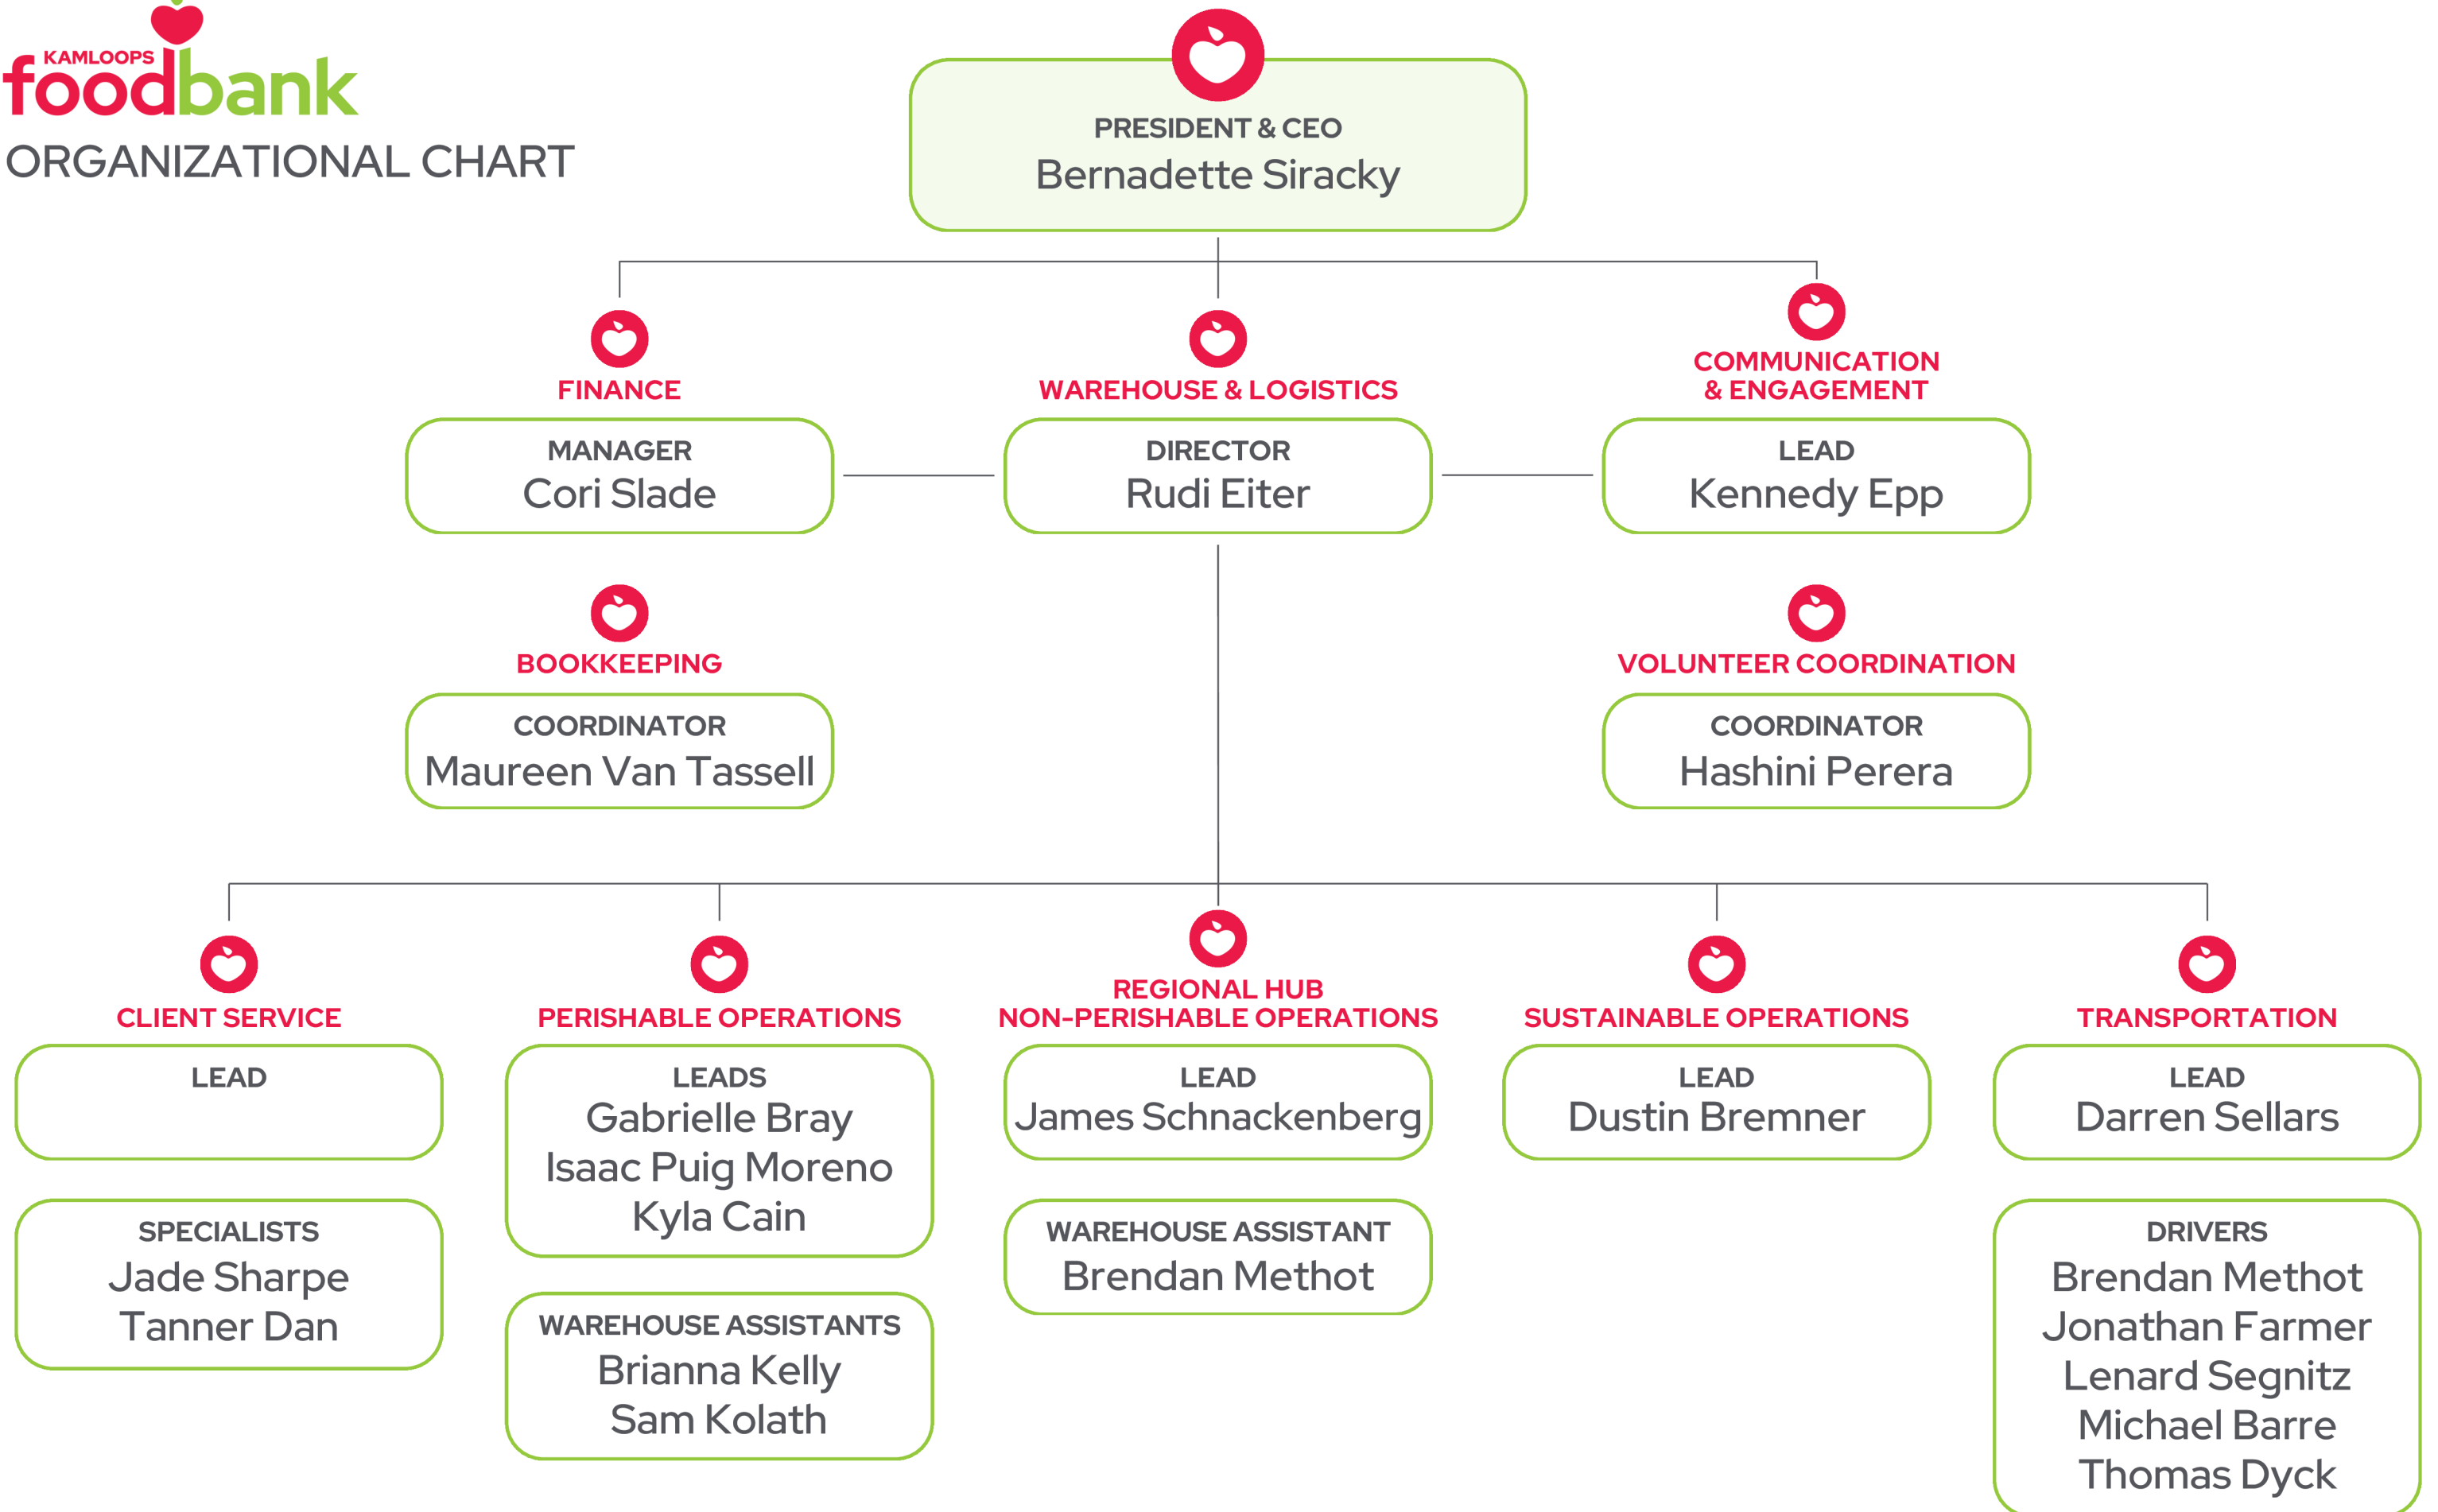 KAMLOOPS
foodbank
ORGANIZATIONAL CHART
PRESIDENT & CEO
Bernadette Siracky
FINANCE
MANAGER
Cori Slade
WAREHOUSE & LOGISTICS
DIRECTOR
Rudi Eiter
COMMUNICATION
& ENGAGEMENT
LEAD
Kennedy Epp
BOOKKEEPING
COORDINATOR
Maureen Van Tassell
VOLUNTEER COORDINATION
COORDINATOR
Hashini Perera
CLIENT SERVICE
LEAD
SPECIALISTS
Jade Sharpe
Tanner Dan
PERISHABLE OPERATIONS
LEADS
Gabrielle Bray
Isaac Puig Moreno
Kyla Cain
WAREHOUSE ASSISTANTS
Brianna Kelly
Sam Kolath
REGIONAL HUB
NON-PERISHABLE OPERATIONS
LEAD
James Schnackenberg
WAREHOUSE ASSISTANT
Brendan Methot
SUSTAINABLE OPERATIONS
LEAD
Dustin Bremner
TRANSPORTATION
LEAD
Darren Sellars
DRIVERS
Brendan Methot
Jonathan Farmer
Lenard Segnitz
Michael Barre
Thomas Dyck